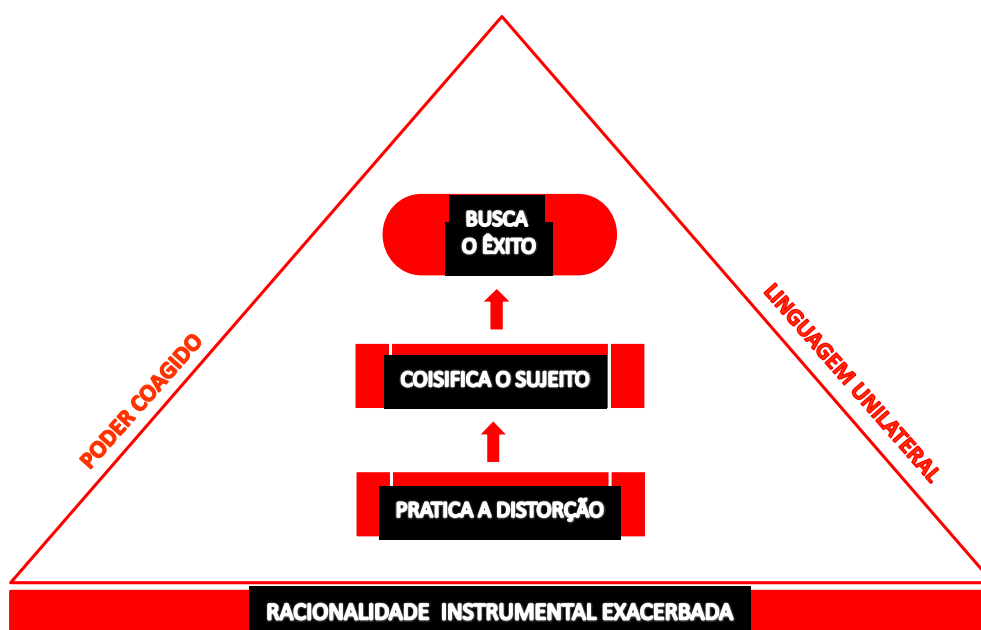 BUSCA
O ÊXITO
PODER COAGIDO
LINGUAGEM UNILATERAL
COISIFICA O SUJEITO
PRATICA A DISTORÇÃO
RACIONALIDADE INSTRUMENTAL EXACERBADA